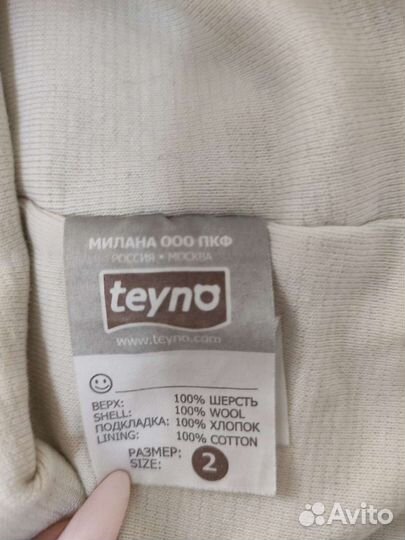 МИЛАНА ООО ПКФ
РОССИЯ • МОСКВА
teyno
www.teyno.com
ВЕРХ: 100% ШЕРСТЬ
SHELL: 100% WOOL
ПОДКЛАДКА: 100% ХЛОПОК
LINING: 100% COTTON
РАЗМЕР:
SIZE: 2
Avito